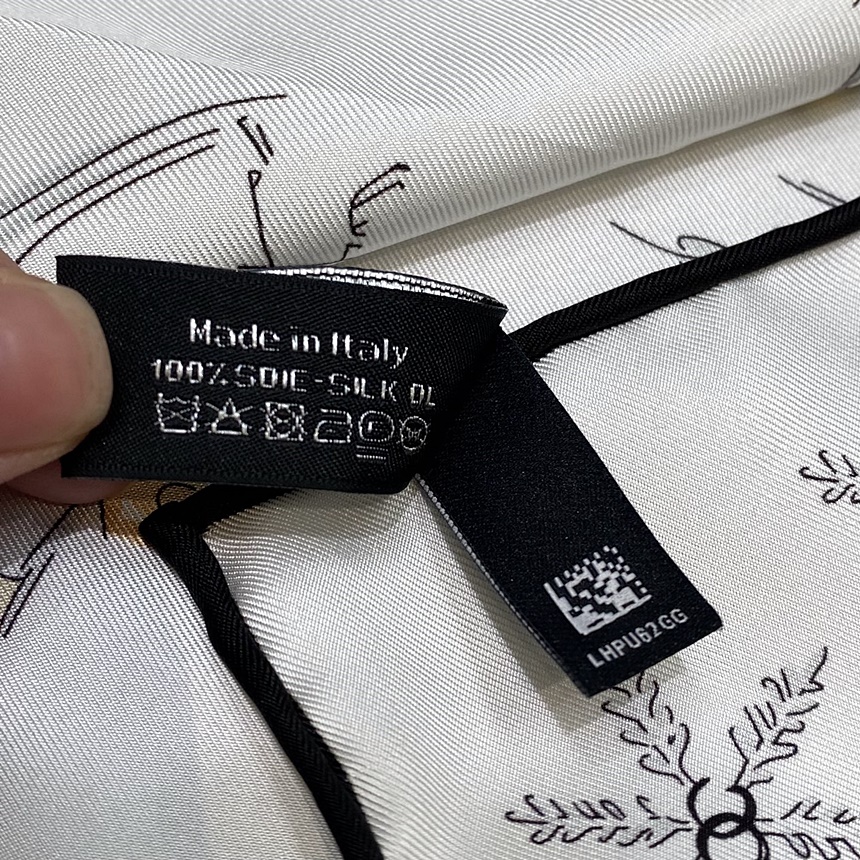 Made in Italy
100% SOIE-SILK DL
LHPU62GG